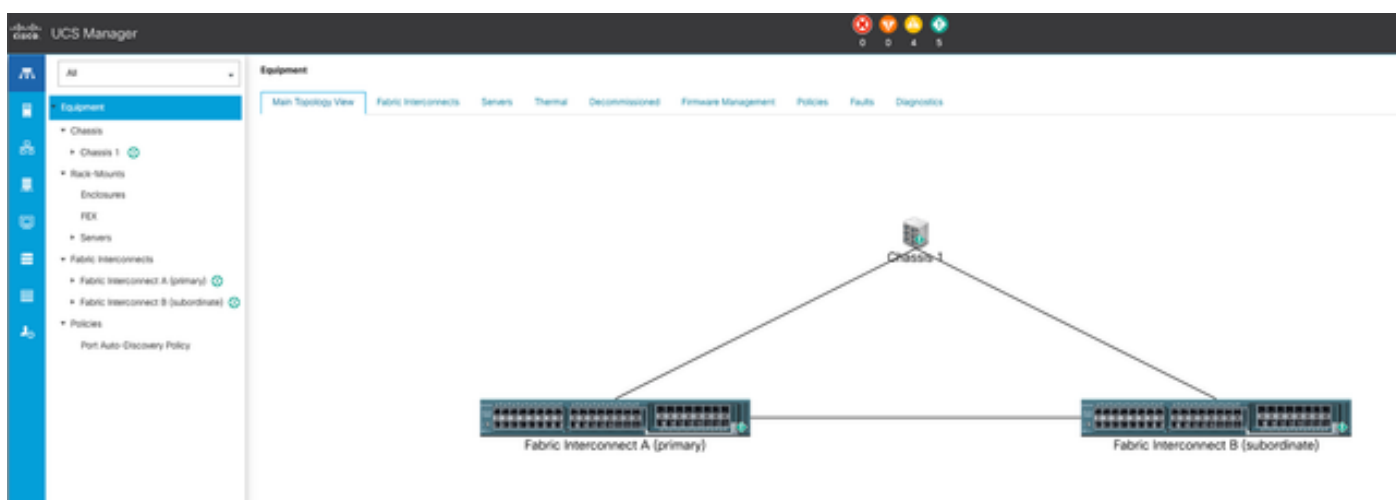 CISCO UCS Manager
0 0 4 5
All
Equipment
Chassis
Chassis 1
Rack-Mounts
Enclosures
FEX
Servers
Fabric Interconnects
Fabric Interconnect A (primary)
Fabric Interconnect B (subordinate)
Policies
Port Auto-Discovery Policy
Equipment
Main Topology View Fabric Interconnects Servers Thermal Decommissioned Firmware Management Policies Faults Diagnostics
Chassis 1
Fabric Interconnect A (primary)
Fabric Interconnect B (subordinate)